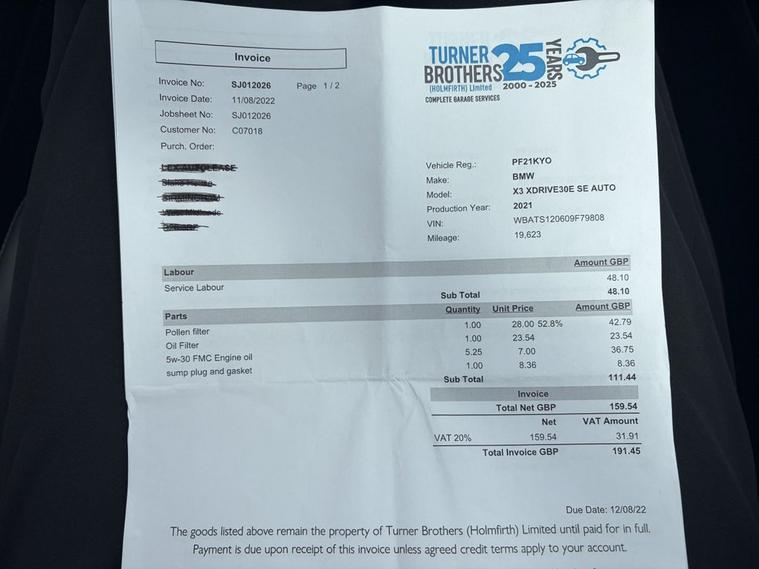 Invoice
TURNER BROTHERS 25 YEARS
(HOLMFIRTH) Limited 2000 - 2025
COMPLETE GARAGE SERVICES
Invoice No: SJ012026 Page 1 / 2
Invoice Date: 11/08/2022
Jobsheet No: SJ012026
Customer No: C07018
Purch. Order:
Vehicle Reg.: PF21KYO
Make: BMW
Model: X3 XDRIVE30E SE AUTO
Production Year: 2021
VIN: WBATS120609F79808
Mileage: 19,623
Labour Amount GBP
Service Labour 48.10
Sub Total 48.10
Parts Quantity Unit Price Amount GBP
Pollen filter 1.00 28.00 52.8% 42.79
Oil Filter 1.00 23.54 23.54
5w-30 FMC Engine oil 5.25 7.00 36.75
sump plug and gasket 1.00 8.36 8.36
Sub Total 111.44
Invoice
Total Net GBP 159.54
Net VAT Amount
VAT 20% 159.54 31.91
Total Invoice GBP 191.45
Due Date: 12/08/22
The goods listed above remain the property of Turner Brothers (Holmfirth) Limited until paid for in full.
Payment is due upon receipt of this invoice unless agreed credit terms apply to your account.